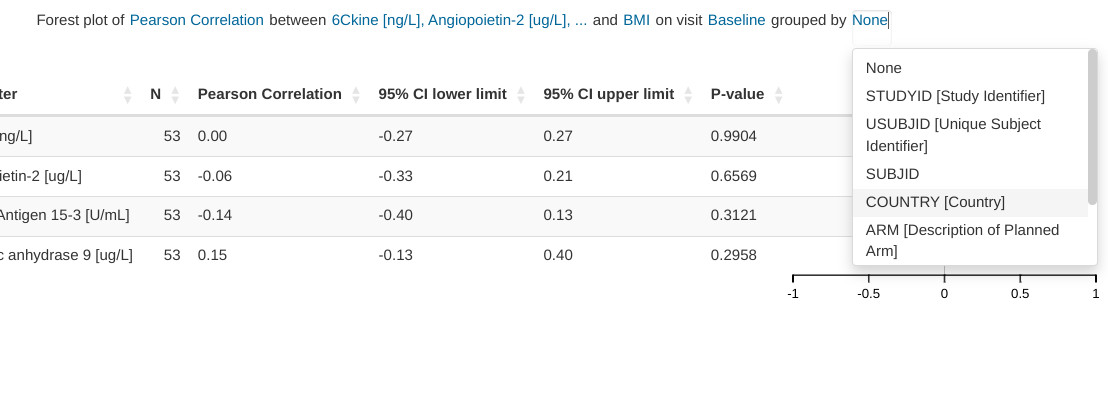 Forest plot of Pearson Correlation between 6Ckine [ng/L], Angiopoietin-2 [ug/L], ... and BMI on visit Baseline grouped by None
ter N Pearson Correlation 95% CI lower limit 95% CI upper limit P-value
ng/L] 53 0.00 -0.27 0.27 0.9904
ietin-2 [ug/L] 53 -0.06 -0.33 0.21 0.6569
Antigen 15-3 [U/mL] 53 -0.14 -0.40 0.13 0.3121
c anhydrase 9 [ug/L] 53 0.15 -0.13 0.40 0.2958
None
STUDYID [Study Identifier]
USUBJID [Unique Subject
Identifier]
SUBJID
COUNTRY [Country]
ARM [Description of Planned
Arm]
-1 -0.5 0 0.5 1